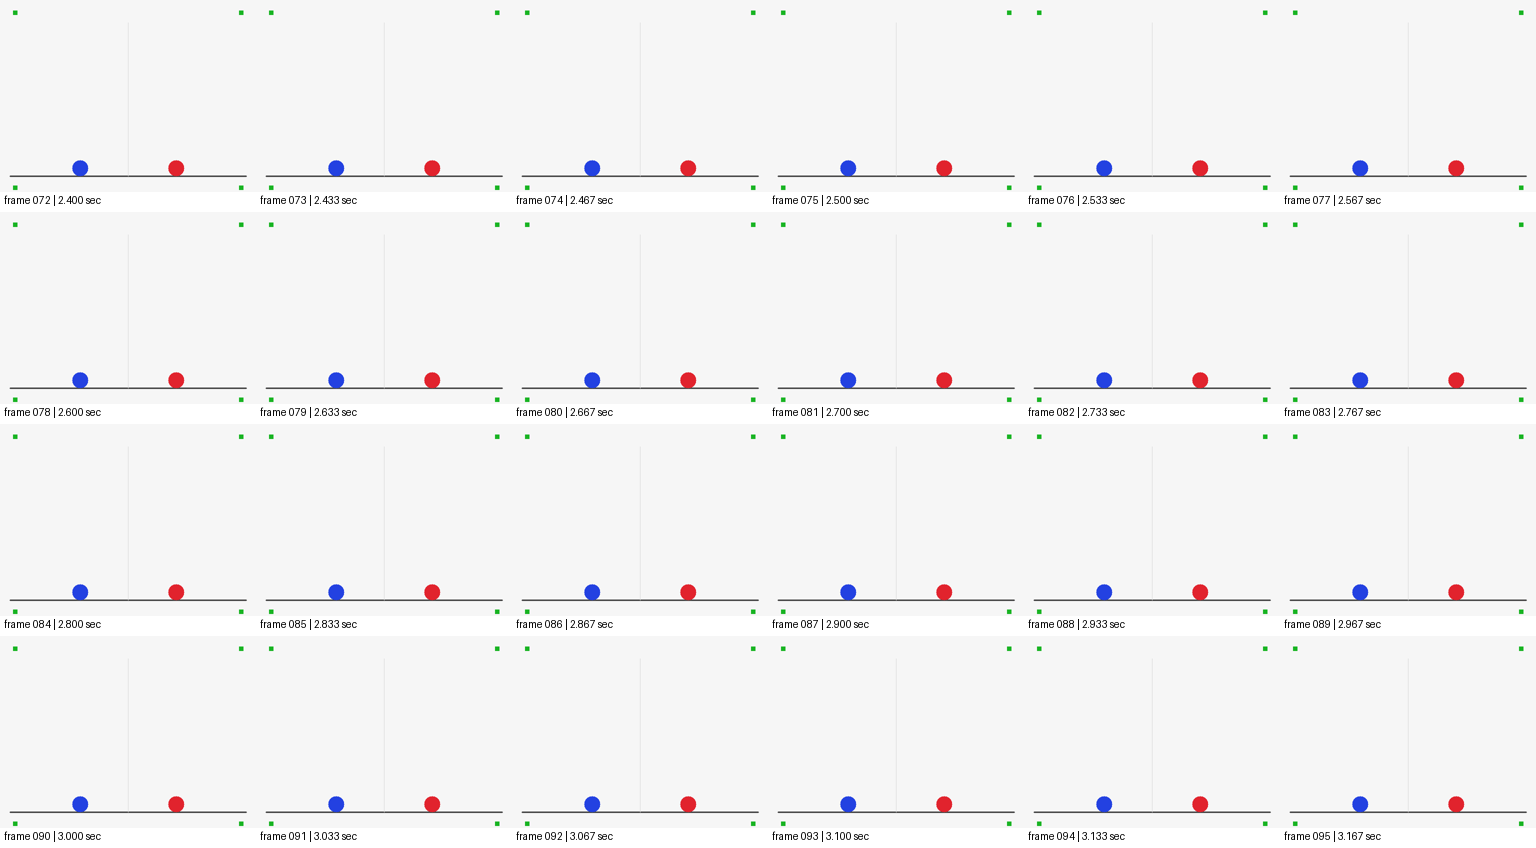 frame 072 | 2.400 sec
frame 073 | 2.433 sec
frame 074 | 2.467 sec
frame 075 | 2.500 sec
frame 076 | 2.533 sec
frame 077 | 2.567 sec
frame 078 | 2.600 sec
frame 079 | 2.633 sec
frame 080 | 2.667 sec
frame 081 | 2.700 sec
frame 082 | 2.733 sec
frame 083 | 2.767 sec
frame 084 | 2.800 sec
frame 085 | 2.833 sec
frame 086 | 2.867 sec
frame 087 | 2.900 sec
frame 088 | 2.933 sec
frame 089 | 2.967 sec
frame 090 | 3.000 sec
frame 091 | 3.033 sec
frame 092 | 3.067 sec
frame 093 | 3.100 sec
frame 094 | 3.133 sec
frame 095 | 3.167 sec